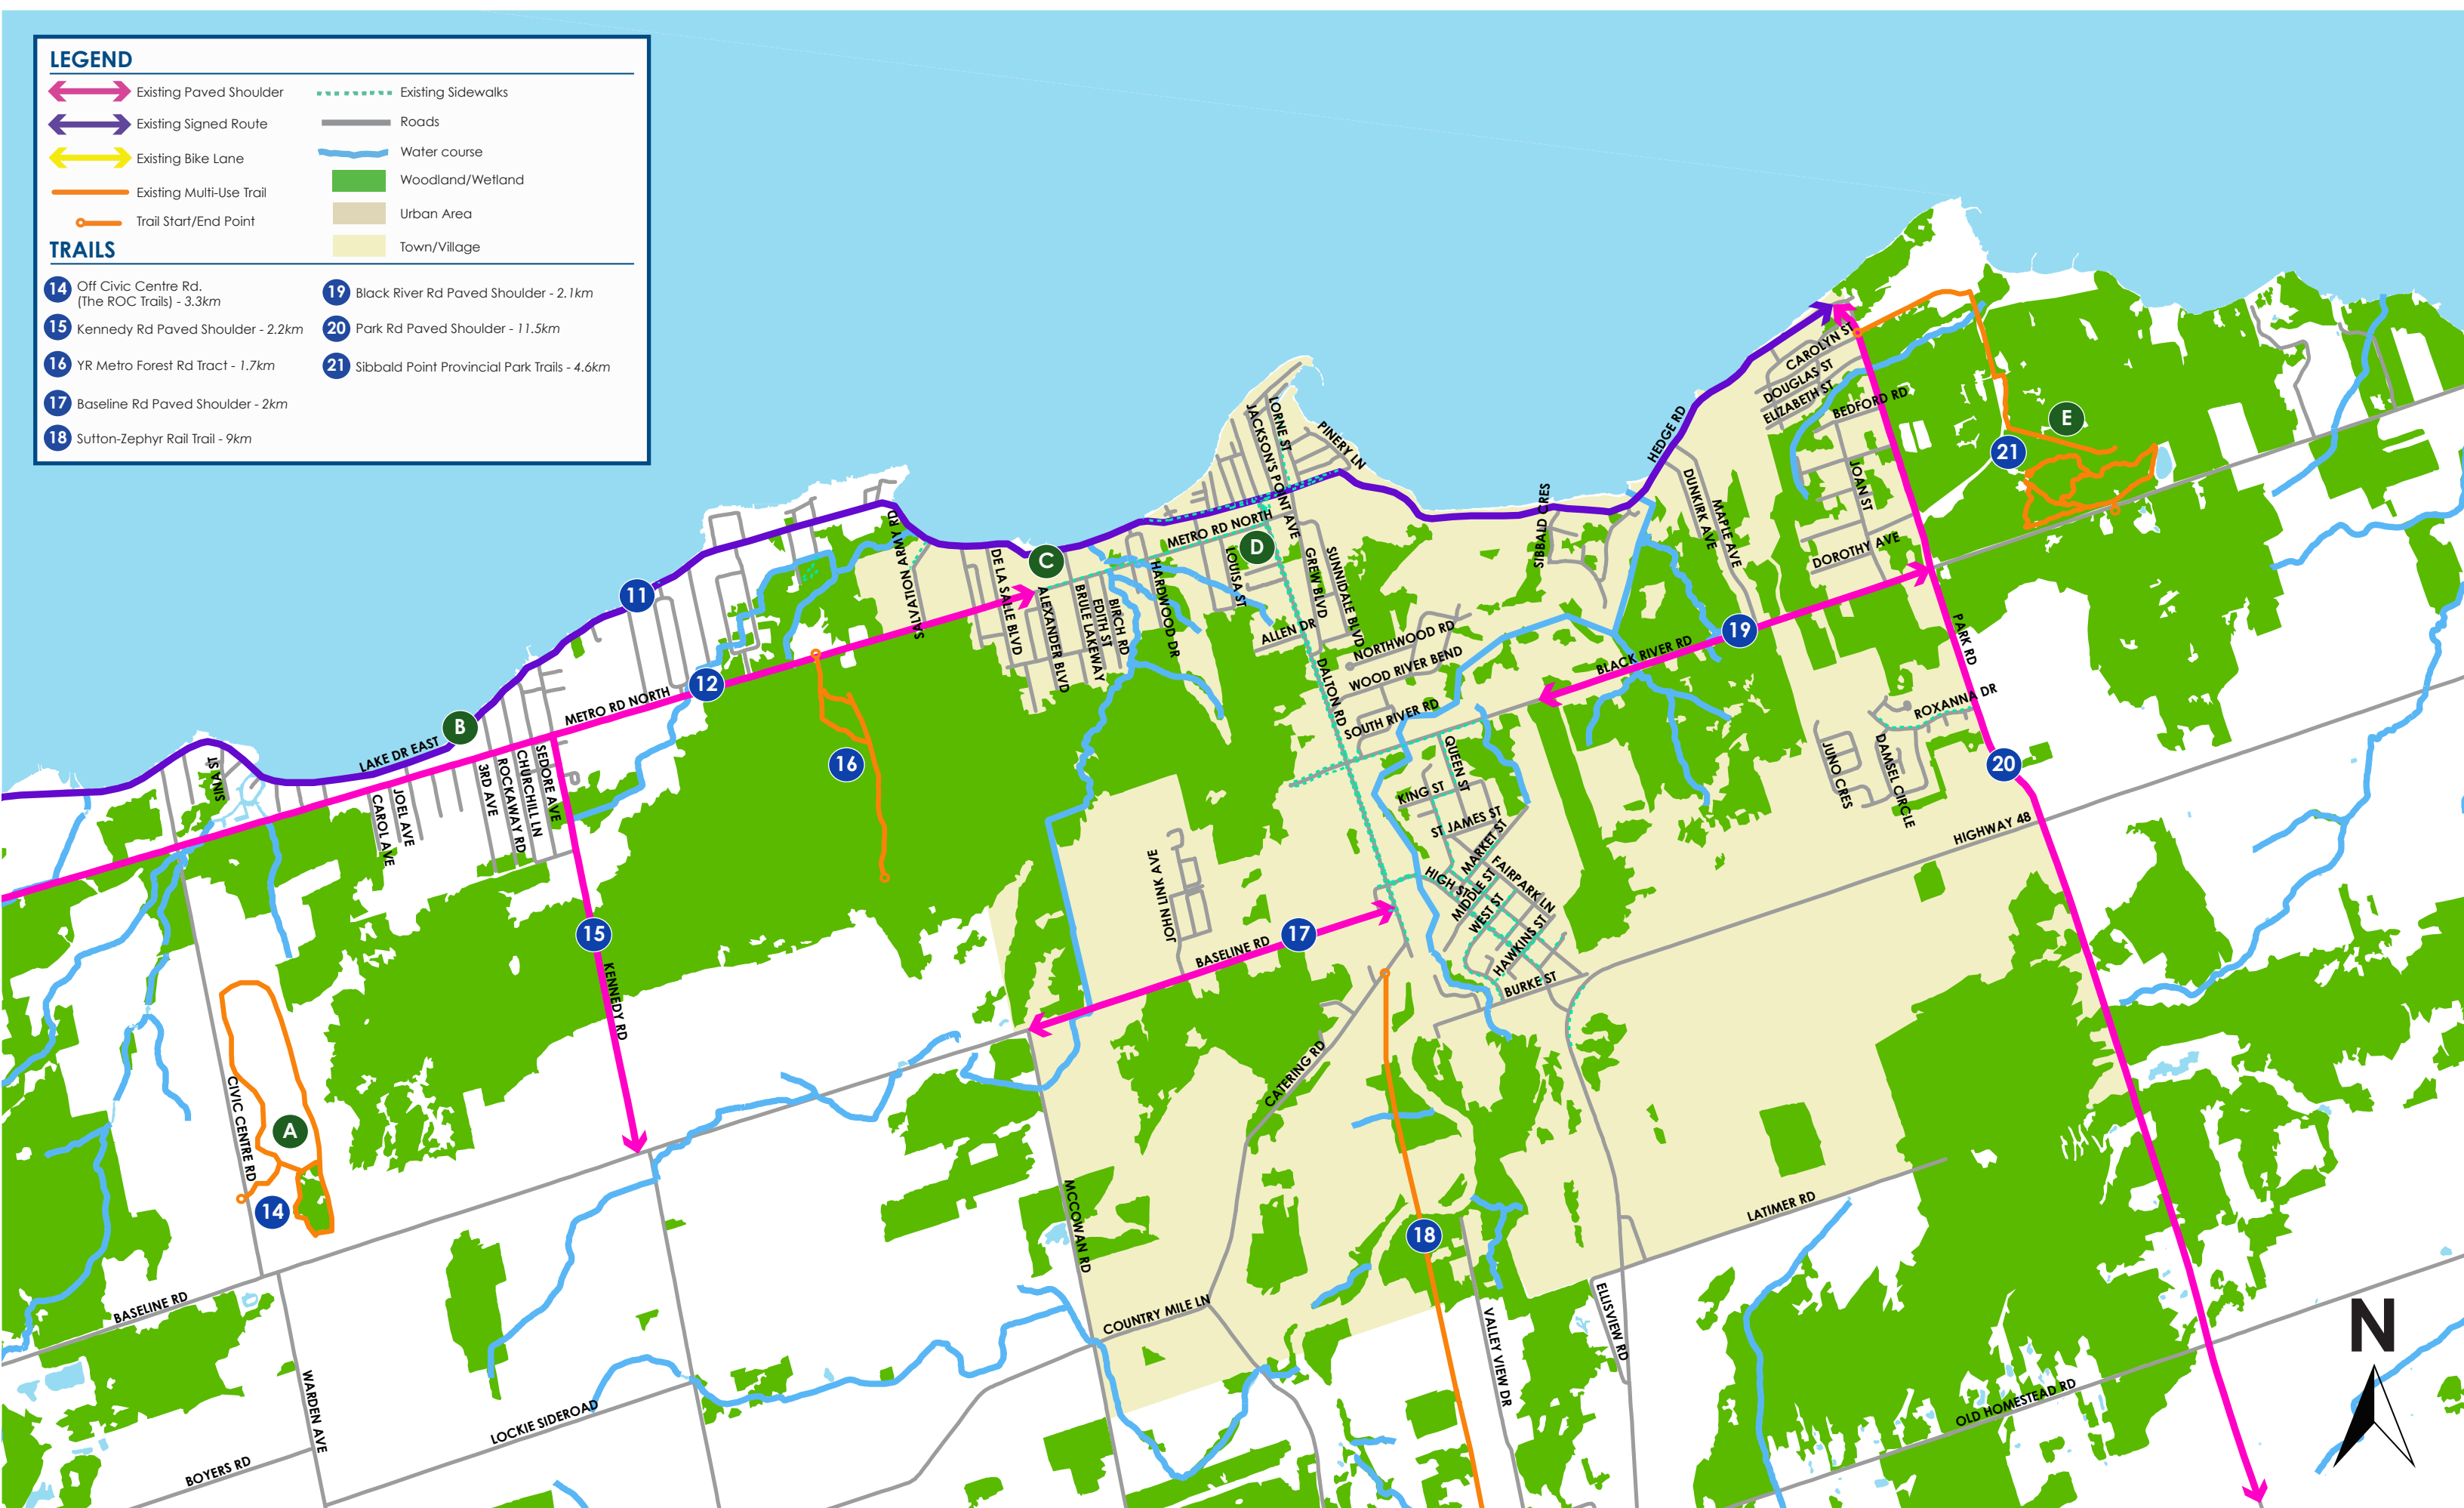 LEGEND
Existing Paved Shoulder
Existing Signed Route
Existing Bike Lane
Existing Multi-Use Trail
Trail Start/End Point
Existing Sidewalks
Roads
Water course
Woodland/Wetland
Urban Area
Town/Village
TRAILS
14 Off Civic Centre Rd.
(The ROC Trails) - 3.3km
15 Kennedy Rd Paved Shoulder - 2.2km
16 YR Metro Forest Rd Tract - 1.7km
17 Baseline Rd Paved Shoulder - 2km
18 Sutton-Zephyr Rail Trail - 9km
19 Black River Rd Paved Shoulder - 2.1km
20 Park Rd Paved Shoulder - 11.5km
21 Sibbald Point Provincial Park Trails - 4.6km
CAROLYN ST
DOUGLAS ST
ELIZABETH ST
BEDFORD RD
E
21
JOAN ST
DOROTHY AVE
HEDGE RD
DUNKIRK AVE
MAPLE AVE
SIBBALD CRES
LORNE ST
JACKSON'S POINT AVE
PINERY LN
METRO RD NORTH
D
LOUISA ST
GREW BLVD
SUNNIDALE BLVD
ALLEN DR
HARDWOOD DR
C
SALVATION ARMY RD
DE LA SALLE BLVD
ALEXANDER BLVD
BRULE LAKEWAY
EDITH ST
BIRCH RD
11
12
METRO RD NORTH
B
LAKE DR EAST
SINA ST
CAROL AVE
JOEL AVE
3RD AVE
ROCKAWAY RD
CHURCHILL LN
SEDORE AVE
16
15
KENNEDY RD
NORTHWOOD RD
WOOD RIVER BEND
DALTON RD
SOUTH RIVER RD
BLACK RIVER RD
19
PARK RD
ROXANNA DR
20
JUNO CRES
DAMSEL CIRCLE
HIGHWAY 48
QUEEN ST
KING ST
ST JAMES ST
MARKET ST
FAIRPARK LN
HIGH ST
MIDDLE ST
WEST ST
HAWKINS ST
BURKE ST
JOHN LINK AVE
BASELINE RD
17
CATERING RD
CIVIC CENTRE RD
A
14
MCCOWAN RD
18
LATIMER RD
BASELINE RD
COUNTRY MILE LN
VALLEY VIEW DR
ELLISVIEW RD
WARDEN AVE
LOCKIE SIDEROAD
BOYERS RD
OLD HOMESTEAD RD
N